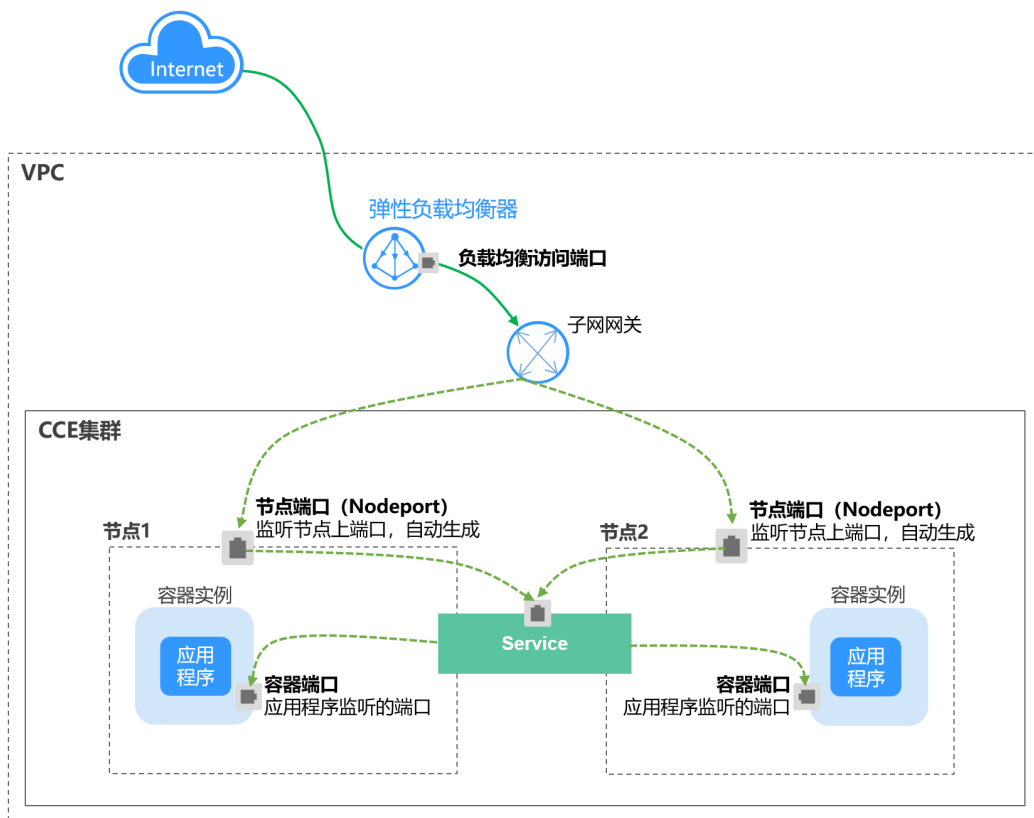 Internet
VPC
弹性负载均衡器
负载均衡访问端口
子网网关
CCE集群
节点1
节点端口（Nodeport）
监听节点上端口，自动生成
节点2
节点端口（Nodeport）
监听节点上端口，自动生成
容器实例
应用
程序
容器端口
应用程序监听的端口
Service
容器实例
应用
程序
容器端口
应用程序监听的端口